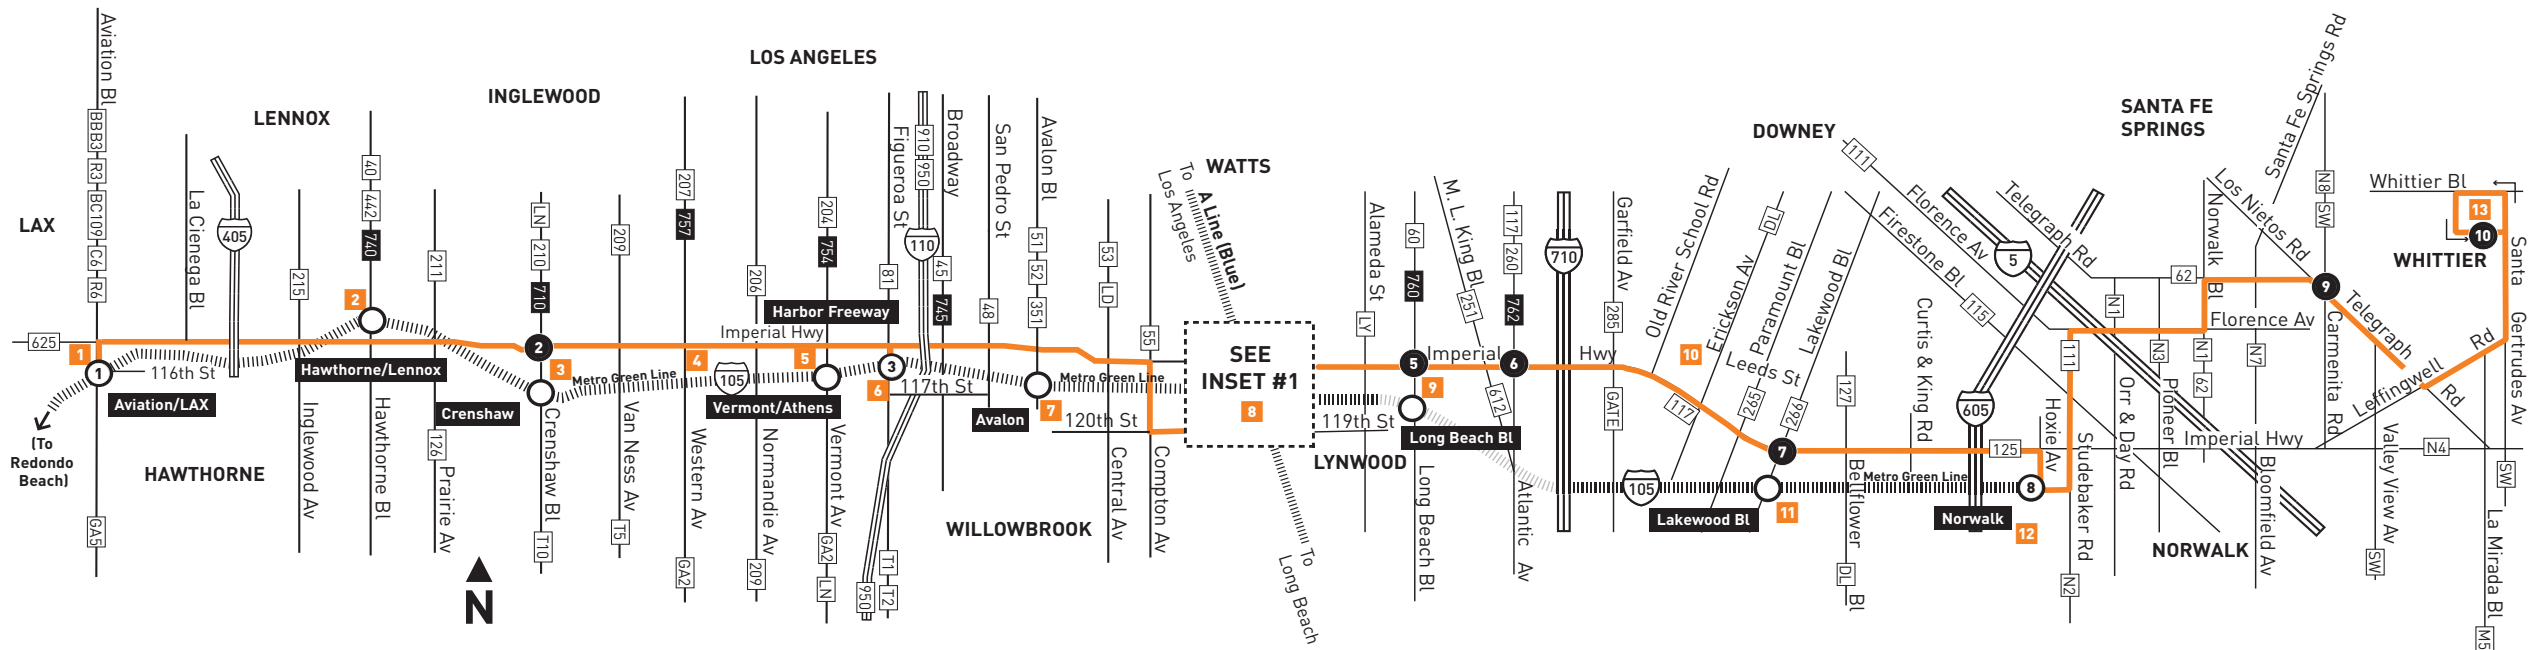 Aviation Bl
BBB3
R3
BC109
C6
R6
LAX
625
1
1
116th St
Aviation/LAX
(To
Redondo
Beach)
HAWTHORNE
GA5
La Cienega Bl
405
LENNOX
215
Inglewood Av
40
442
740
2
Hawthorne/Lennox
Hawthorne Bl
211
126
Prairie Av
N
INGLEWOOD
LN
210
710
2
3
Crenshaw
Crenshaw Bl
T10
Metro Green Line
209
Van Ness Av
T5
207
757
4
Western Av
GA2
105
206
Normandie Av
209
LOS ANGELES
Imperial Hwy
204
754
Harbor Freeway
5
Vermont/Athens
Vermont Av
GA2
LN
81
Figueroa St
3
6
T1
T2
910
950
110
950
Broadway
45
745
117th St
San Pedro St
48
Avalon Bl
51
52
351
Avalon
7
Metro Green Line
120th St
WILLOWBROOK
53
LD
Central Av
55
Compton Av
To
Los Angeles
A Line (Blue)
WATTS
SEE
INSET #1
8
To
Long Beach
Alameda St
LY
119th St
LYNWOOD
60
760
5
9
Imperial
Hwy
Long Beach Bl
Long Beach Bl
M. L. King Bl
251
612
117
260
762
6
Atlantic Av
710
Garfield Av
285
GATE
Old River School Rd
117
10
105
Lakewood Bl
DL
Erickson Av
Paramount Bl
Leeds St
265
Lakewood Bl
266
7
11
DOWNEY
127
Bellflower Bl
DL
Metro Green Line
111
Florence Av
Firestone Bl
115
Curtis & King Rd
605
Norwalk
125
8
12
Hoxie Av
5
Telegraph Rd
111
Studebaker Rd
N2
62
N1
Orr & Day Rd
N3
Pioneer Bl
Norwalk Bl
N1
62
Florence Av
Imperial Hwy
NORWALK
SANTA FE
SPRINGS
Los Nietos Rd
Santa Fe Springs Rd
N7
Bloomfield Av
N8
SW
9
Carmenita Rd
Telegraph
Rd
Leffingwell
Rd
Valley View Av
SW
N4
Whittier Bl
13
10
WHITTIER
Santa
Gertrudes Av
SW
La Mirada Bl
M5